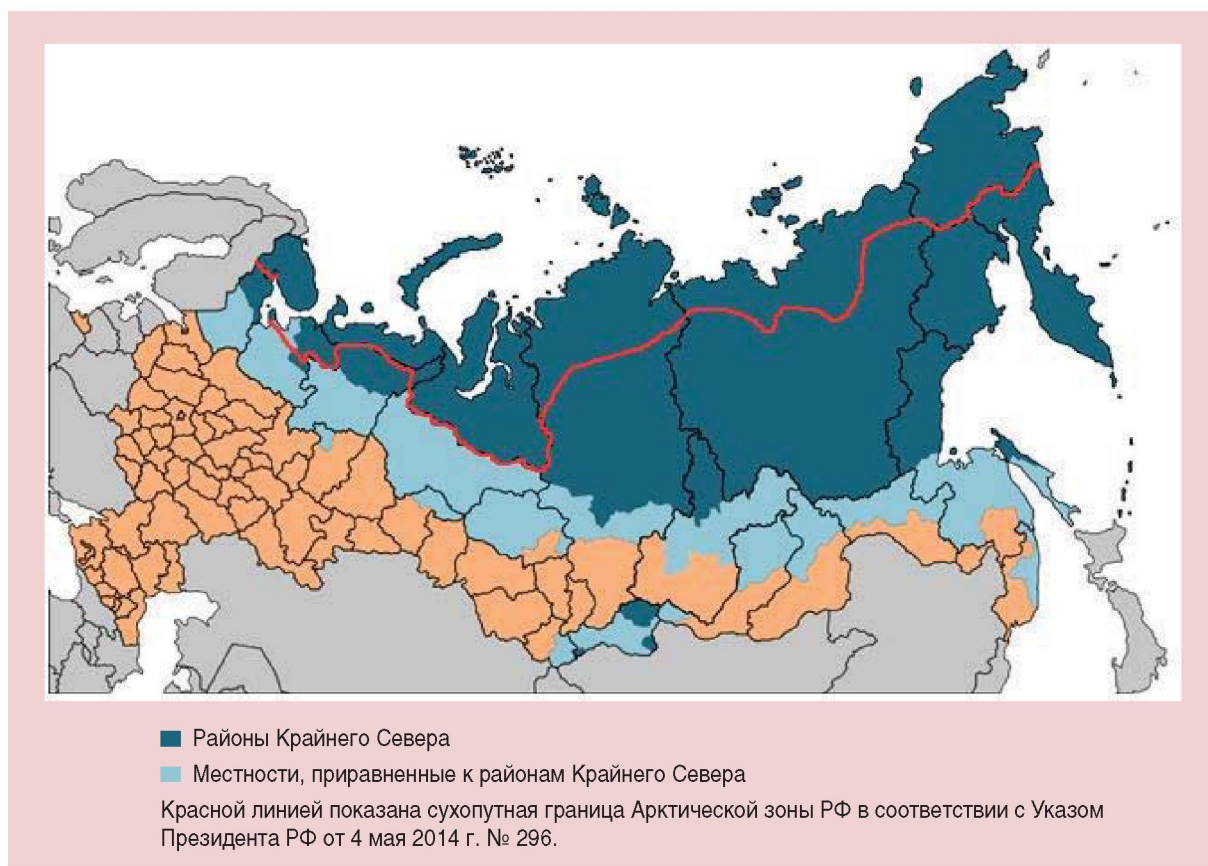 Районы Крайнего Севера
Местности, приравненные к районам Крайнего Севера
Красной линией показана сухопутная граница Арктической зоны РФ в соответствии с Указом
Президента РФ от 4 мая 2014 г. № 296.